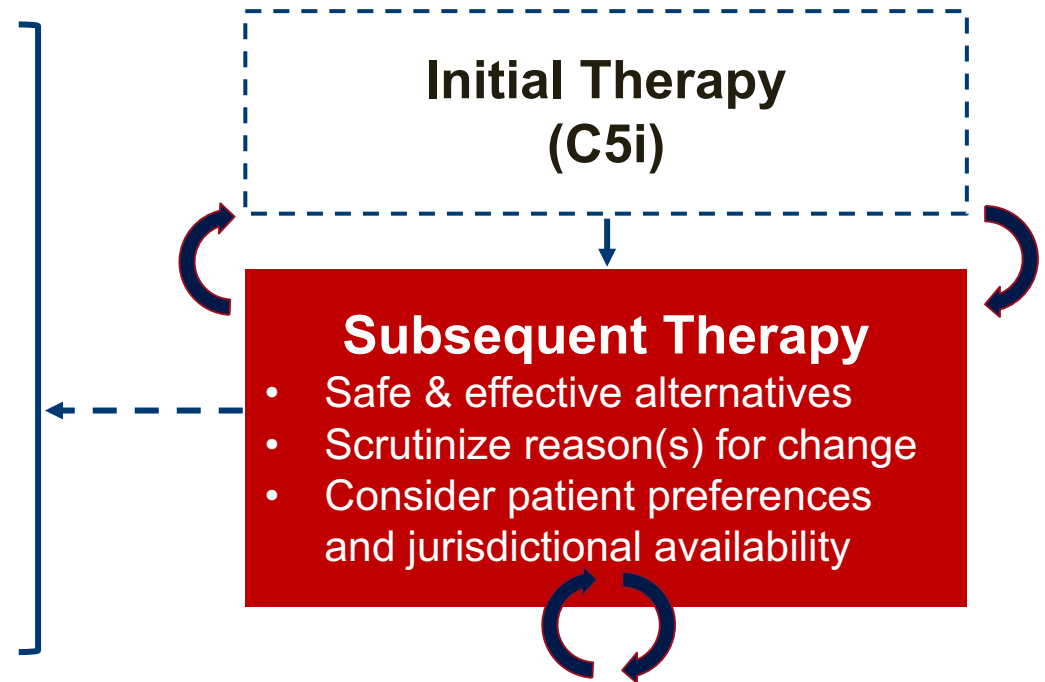 Initial Therapy
(C5i)
Subsequent Therapy
• Safe & effective alternatives
• Scrutinize reason(s) for change
• Consider patient preferences
and jurisdictional availability